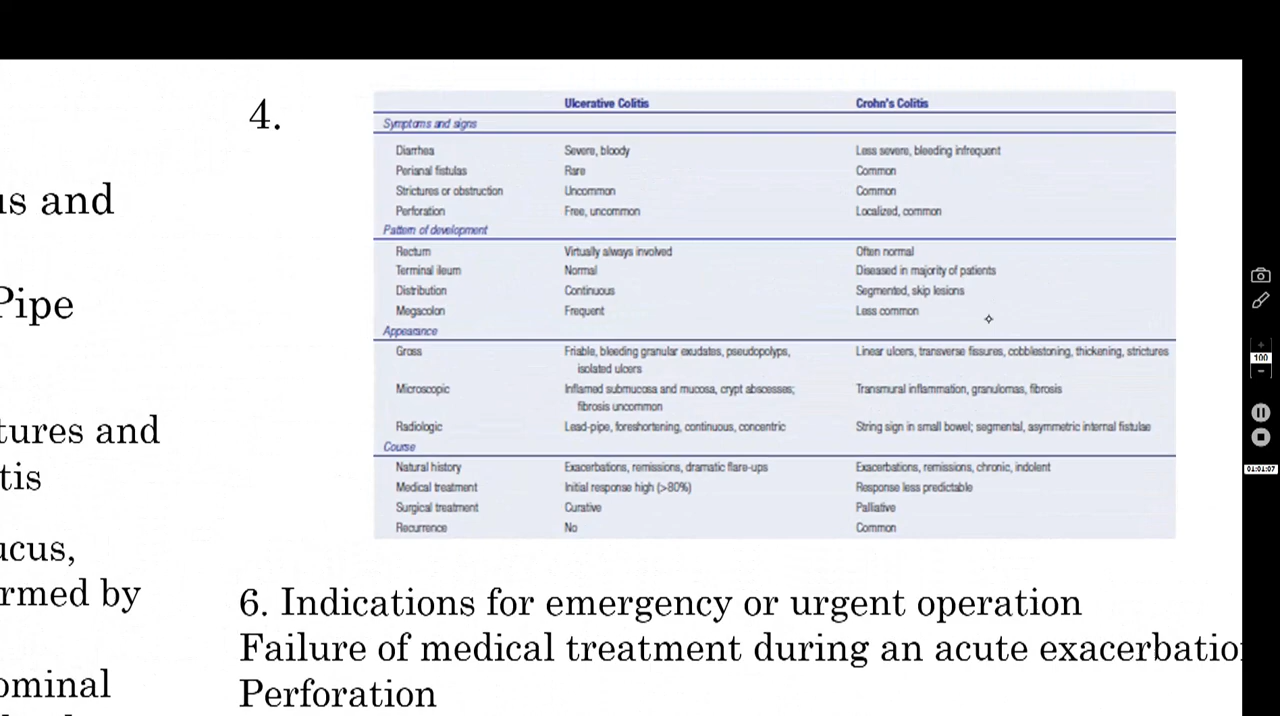 us and
Pipe
tures and
tis
ucus,
rmed by
ominal
4.
Ulcerative Colitis Crohn's Colitis
Symptoms and signs
Diarrhea Severe, bloody Less severe, bleeding infrequent
Perianal fistulas Rare Common
Strictures or obstruction Uncommon Common
Perforation Free, uncommon Localized, common
Pattern of development
Rectum Virtually always involved Often normal
Terminal ileum Normal Diseased in majority of patients
Distribution Continuous Segmented, skip lesions
Megacolon Frequent Less common
Appearance
Gross Friable, bleeding granular exudates, pseudopolyps, Linear ulcers, transverse fissures, cobblestoning, thickening, strictures
isolated ulcers
Microscopic Inflamed submucosa and mucosa, crypt abscesses; Transmural inflammation, granulomas, fibrosis
fibrosis uncommon
Radiologic Lead-pipe, foreshortening, continuous, concentric String sign in small bowel; segmental, asymmetric internal fistulae
Course
Natural history Exacerbations, remissions, dramatic flare-ups Exacerbations, remissions, chronic, indolent
Medical treatment Initial response high (>80%) Response less predictable
Surgical treatment Curative Palliative
Recurrence No Common
6. Indications for emergency or urgent operation
Failure of medical treatment during an acute exacerbatio
Perforation
100
01:01:07